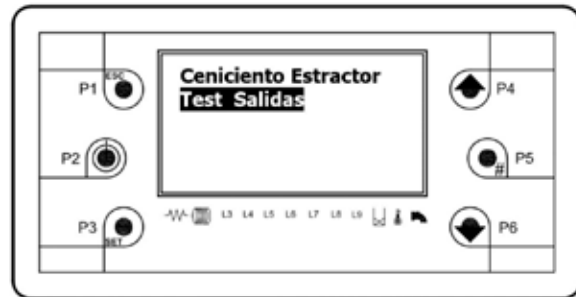 Ceniciento Estractor
Test Salidas
P1
ESC
P2
P3
SET
P4
P5
#
P6
L3 L4 L5 L6 L7 L8 L9